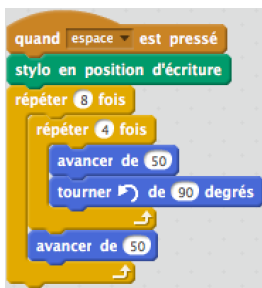 quand espace est pressé
stylo en position d'écriture
répéter 8 fois
répéter 4 fois
avancer de 50
tourner de 90 degrés
avancer de 50